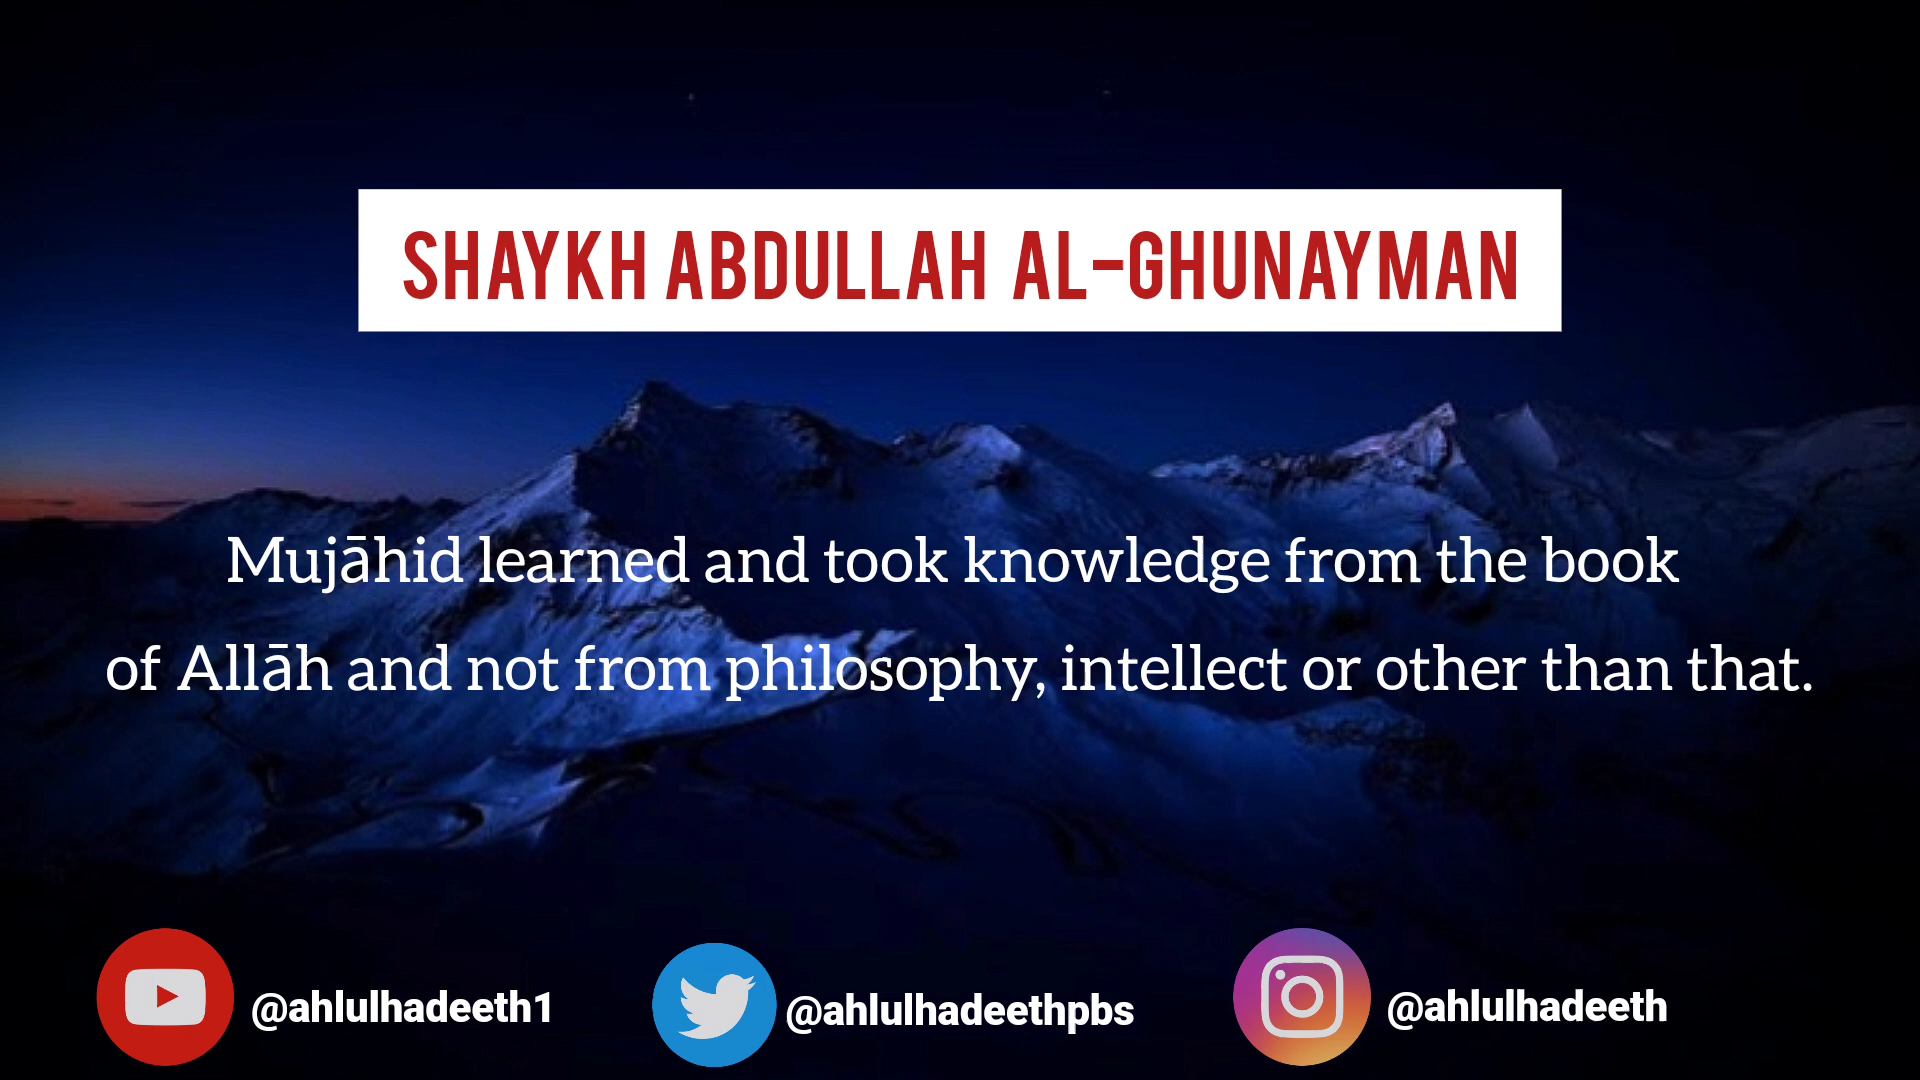 SHAYKH ABDULLAH AL-GHUNAYMAN
Mujāhid learned and took knowledge from the book
of Allāh and not from philosophy, intellect or other than that.
@ahlulhadeeth1
@ahlulhadeethpbs
@ahlulhadeeth